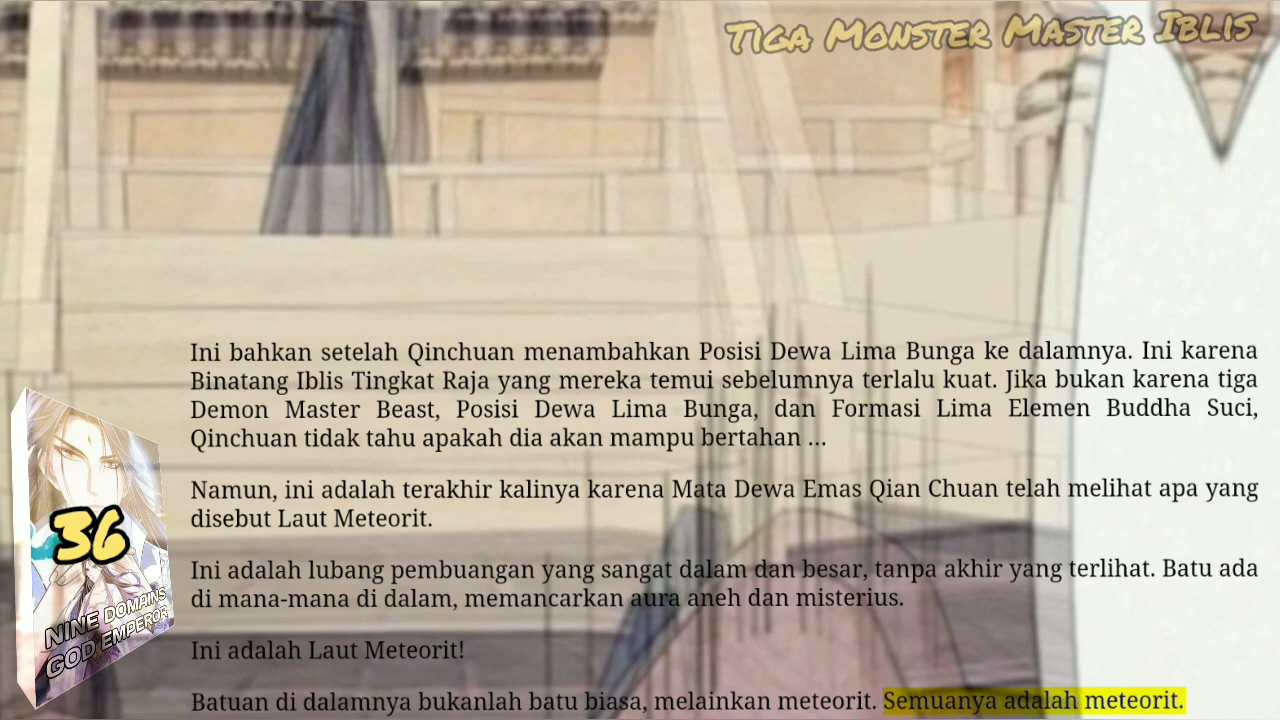 Tiga Monster Master Iblis
Ini bahkan setelah Qinchuan menambahkan Posisi Dewa Lima Bunga ke dalamnya. Ini karena
Binatang Iblis Tingkat Raja yang mereka temui sebelumnya terlalu kuat. Jika bukan karena tiga
Demon Master Beast, Posisi Dewa Lima Bunga, dan Formasi Lima Elemen Buddha Suci,
Qinchuan tidak tahu apakah dia akan mampu bertahan ...
Namun, ini adalah terakhir kalinya karena Mata Dewa Emas Qian Chuan telah melihat apa yang
disebut Laut Meteorit.
Ini adalah lubang pembuangan yang sangat dalam dan besar, tanpa akhir yang terlihat. Batu ada
di mana-mana di dalam, memancarkan aura aneh dan misterius.
Ini adalah Laut Meteorit!
Batuan di dalamnya bukanlah batu biasa, melainkan meteorit. Semuanya adalah meteorit.
36
NINE DOMAINS
GOD EMPEROR